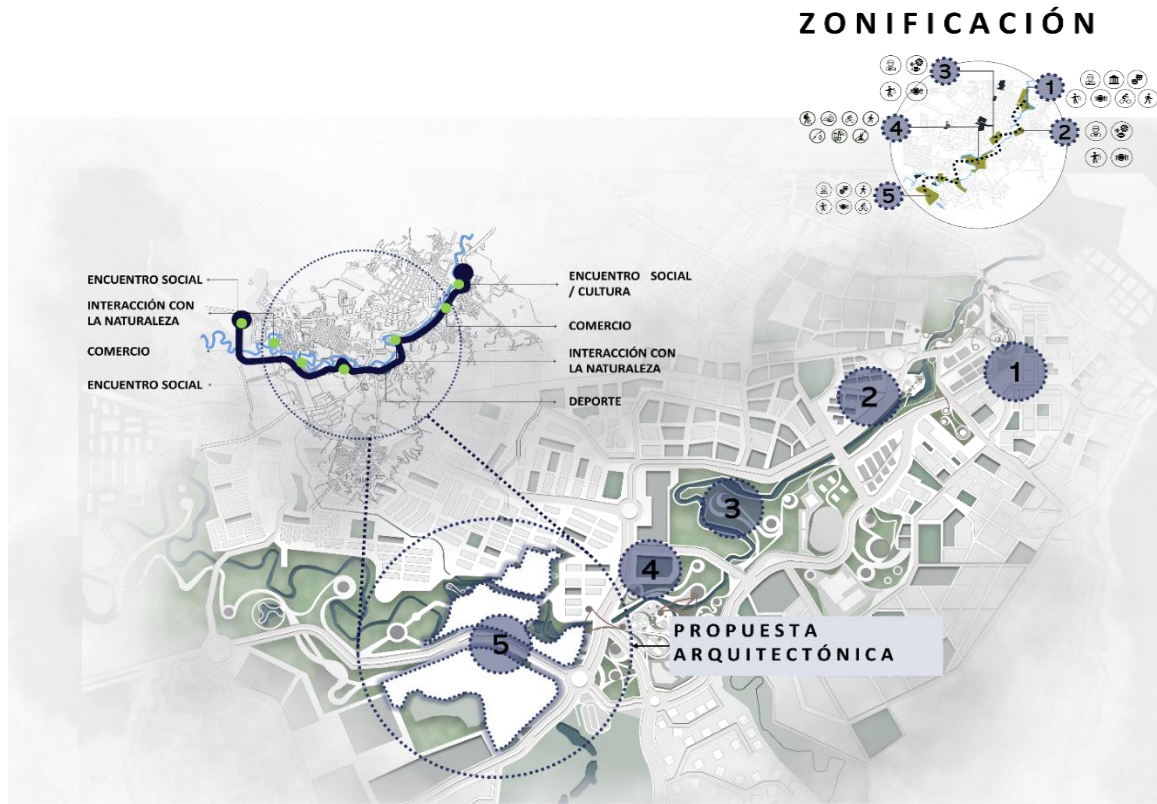 ZONIFICACIÓN
3
1
4
2
5
ENCUENTRO SOCIAL
INTERACCIÓN CON
LA NATURALEZA
COMERCIO
ENCUENTRO SOCIAL
ENCUENTRO SOCIAL
/ CULTURA
COMERCIO
INTERACCIÓN CON
LA NATURALEZA
DEPORTE
1
2
3
4
5
PROPUESTA
ARQUITECTÓNICA